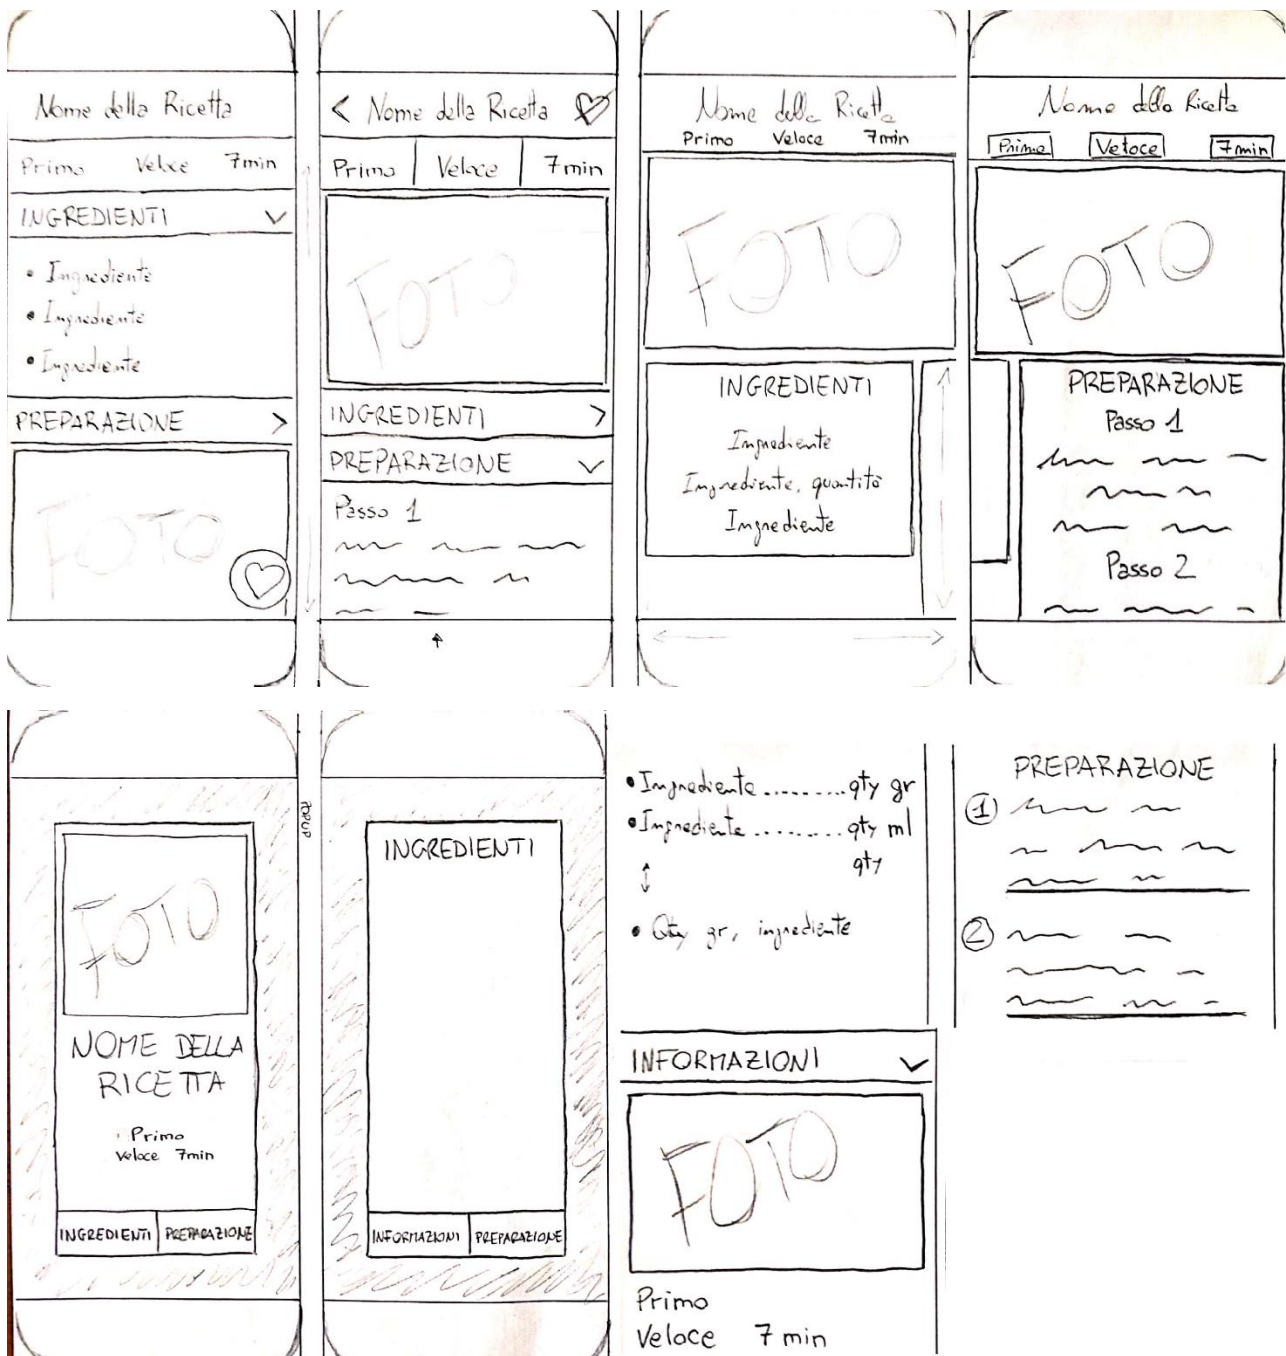 Nome della Ricetta
Primo Veloce 7min
INGREDIENTI
• Ingrediente
• Ingrediente
• Ingrediente
PREPARAZIONE
FOTO
Nome della Ricetta
Primo Veloce 7min
FOTO
INGREDIENTI
PREPARAZIONE
Passo 1
Nome della Ricetta
Primo Veloce 7min
FOTO
INGREDIENTI
Ingrediente
Ingrediente, quantità
Ingrediente
Nome della Ricetta
Primo Veloce 7min
FOTO
PREPARAZIONE
Passo 1
Passo 2
FOTO
NOME DELLA
RICETTA
Primo
Veloce 7min
INGREDIENTI PREPARAZIONE
POPUP
INGREDIENTI
INFORMAZIONI PREPARAZIONE
• Ingrediente ......... qty gr
• Ingrediente ......... qty ml
qty
• Qty gr, ingrediente
INFORMAZIONI
FOTO
Primo
Veloce 7 min
PREPARAZIONE
1
2